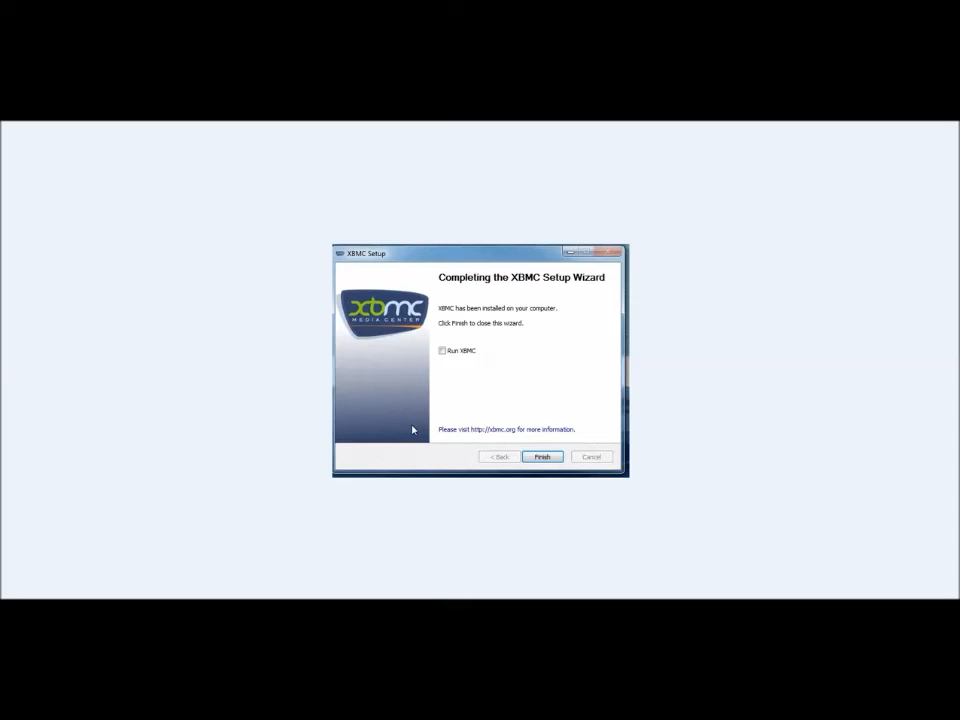 XBMC Setup
Completing the XBMC Setup Wizard
xbmc
MEDIA CENTER
XBMC has been installed on your computer.
Click Finish to close this wizard.
Run XBMC
Please visit http://xbmc.org for more information.
< Back
Finish
Cancel